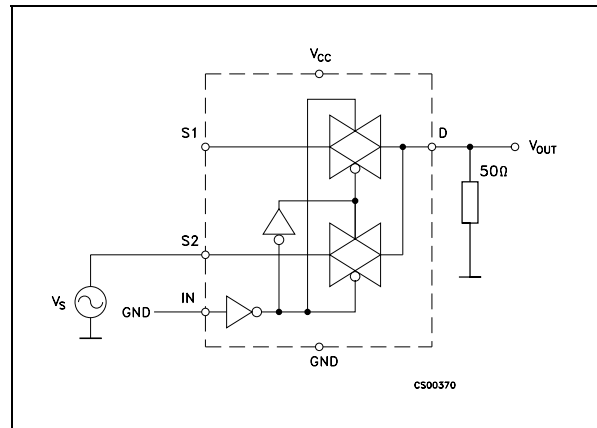 VCC
S1
D
VOUT
50Ω
S2
VS
IN
GND
GND
CS00370